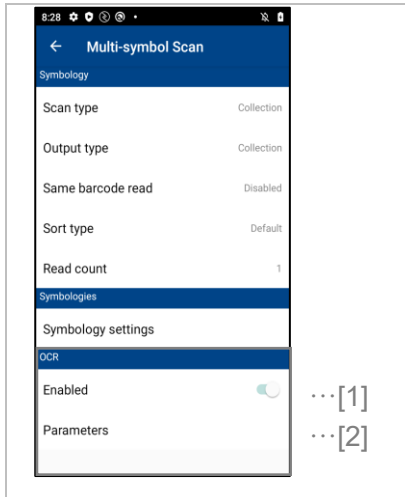 8:28
Multi-symbol Scan
Symbology
Scan type Collection
Output type Collection
Same barcode read Disabled
Sort type Default
Read count 1
Symbologies
Symbology settings
OCR
Enabled …[1]
Parameters …[2]